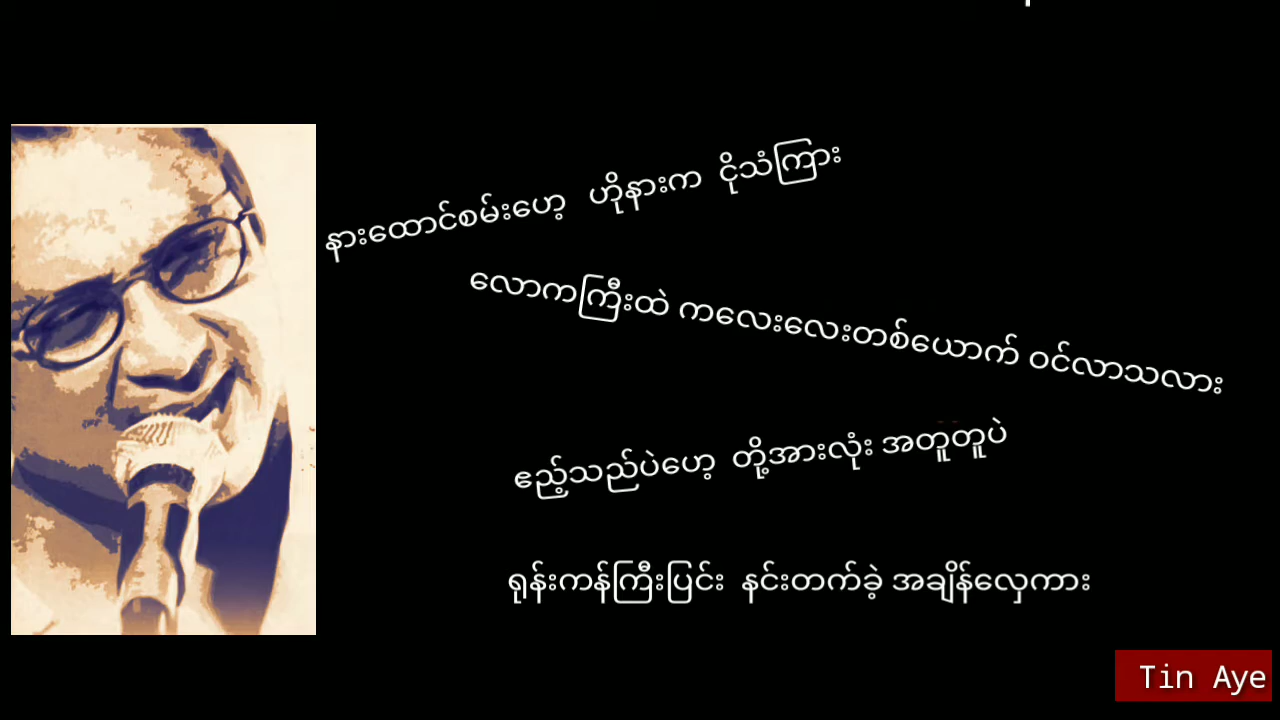 နားထောင်စမ်းဟေ့ ဟိုနားက ငိုသံကြား
လောကကြီးထဲ ကလေးလေးတစ်ယောက် ဝင်လာသလား
ဧည့်သည်ပဲဟေ့ တို့အားလုံး အတူတူပဲ
ရုန်းကန်ကြီးပြင်း နင်းတက်ခဲ့ အချိန်လှေကား
Tin Aye